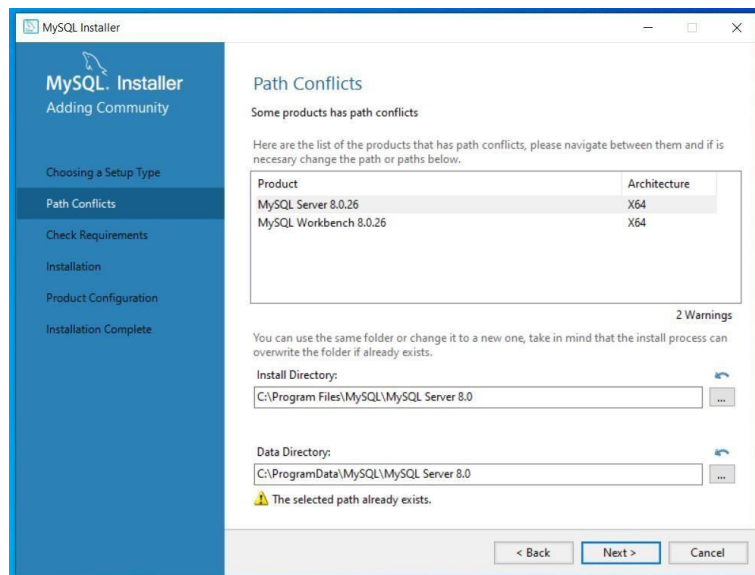 MySQL Installer
MySQL. Installer
Adding Community
Choosing a Setup Type
Path Conflicts
Check Requirements
Installation
Product Configuration
Installation Complete
Path Conflicts
Some products has path conflicts
Here are the list of the products that has path conflicts, please navigate between them and if is
necesary change the path or paths below.
Product Architecture
MySQL Server 8.0.26 X64
MySQL Workbench 8.0.26 X64
2 Warnings
You can use the same folder or change it to a new one, take in mind that the install process can
overwrite the folder if already exists.
Install Directory:
C:\Program Files\MySQL\MySQL Server 8.0
...
Data Directory:
C:\ProgramData\MySQL\MySQL Server 8.0
...
The selected path already exists.
< Back Next > Cancel